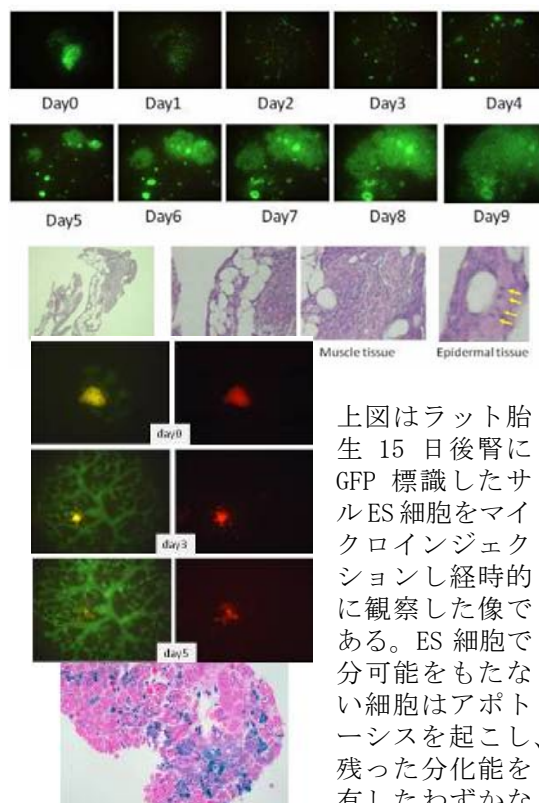 Day0 Day1 Day2 Day3 Day4
Day5 Day6 Day7 Day8 Day9
Muscle tissue Epidermal tissue
day0
day3
day5
上図はラット胎
生 15 日後腎に
GFP 標識したサ
ル ES 細胞をマイ
クロインジェク
ションし経時的
に観察した像で
ある。ES 細胞で
分可能をもたな
い細胞はアポト
ーシスを起こし、
残った分化能を
有したわずかな